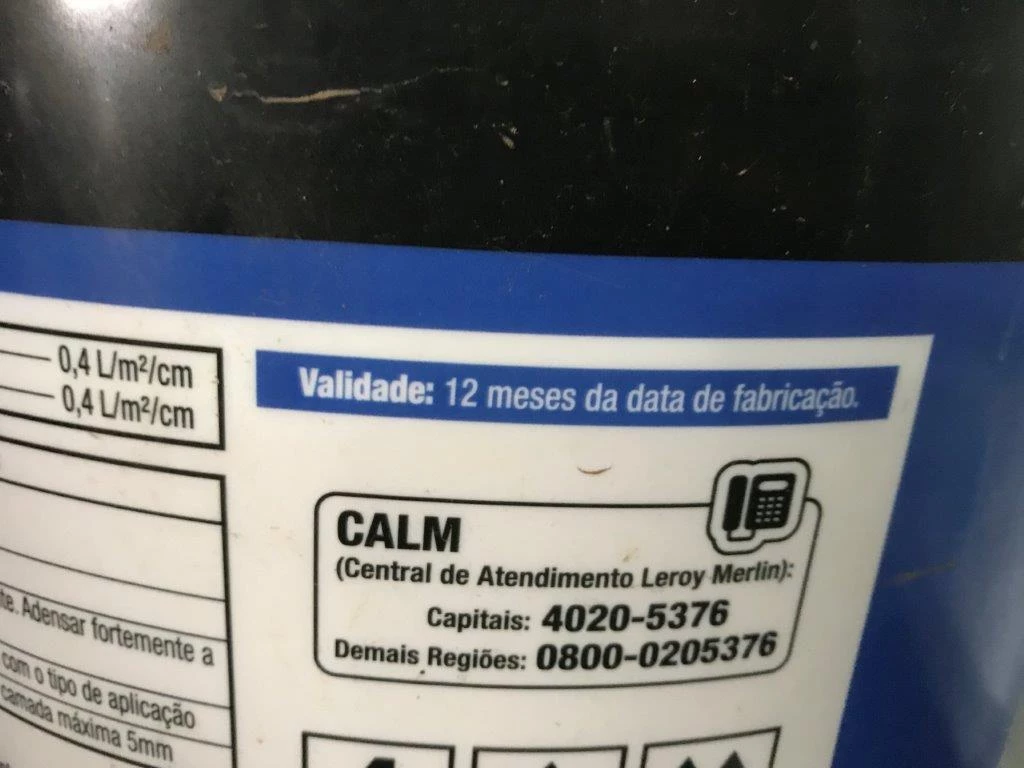 0,4 L/m²/cm
0,4 L/m²/cm
Validade: 12 meses da data de fabricação.
CALM
(Central de Atendimento Leroy Merlin):
Capitais: 4020-5376
Demais Regiões: 0800-0205376
Adensar fortemente a
com o tipo de aplicação
camada máxima 5mm